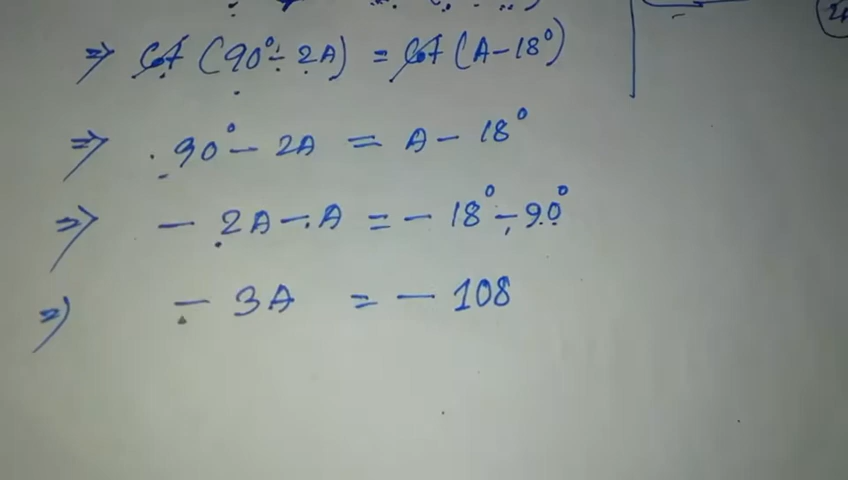 ⇒ Cot (90° - 2A) = Cot (A - 18°)
⇒ 90° - 2A = A - 18°
⇒ - 2A - A = - 18° - 90°
⇒ - 3A = - 108